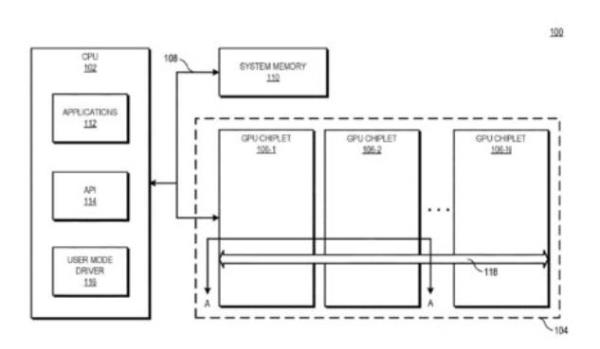 100
CPU
102
108
SYSTEM MEMORY
110
APPLICATIONS
112
GPU CHIPLET
106-1
GPU CHIPLET
106-2
GPU CHIPLET
106-N
API
114
...
USER MODE
DRIVER
116
118
A
A
104